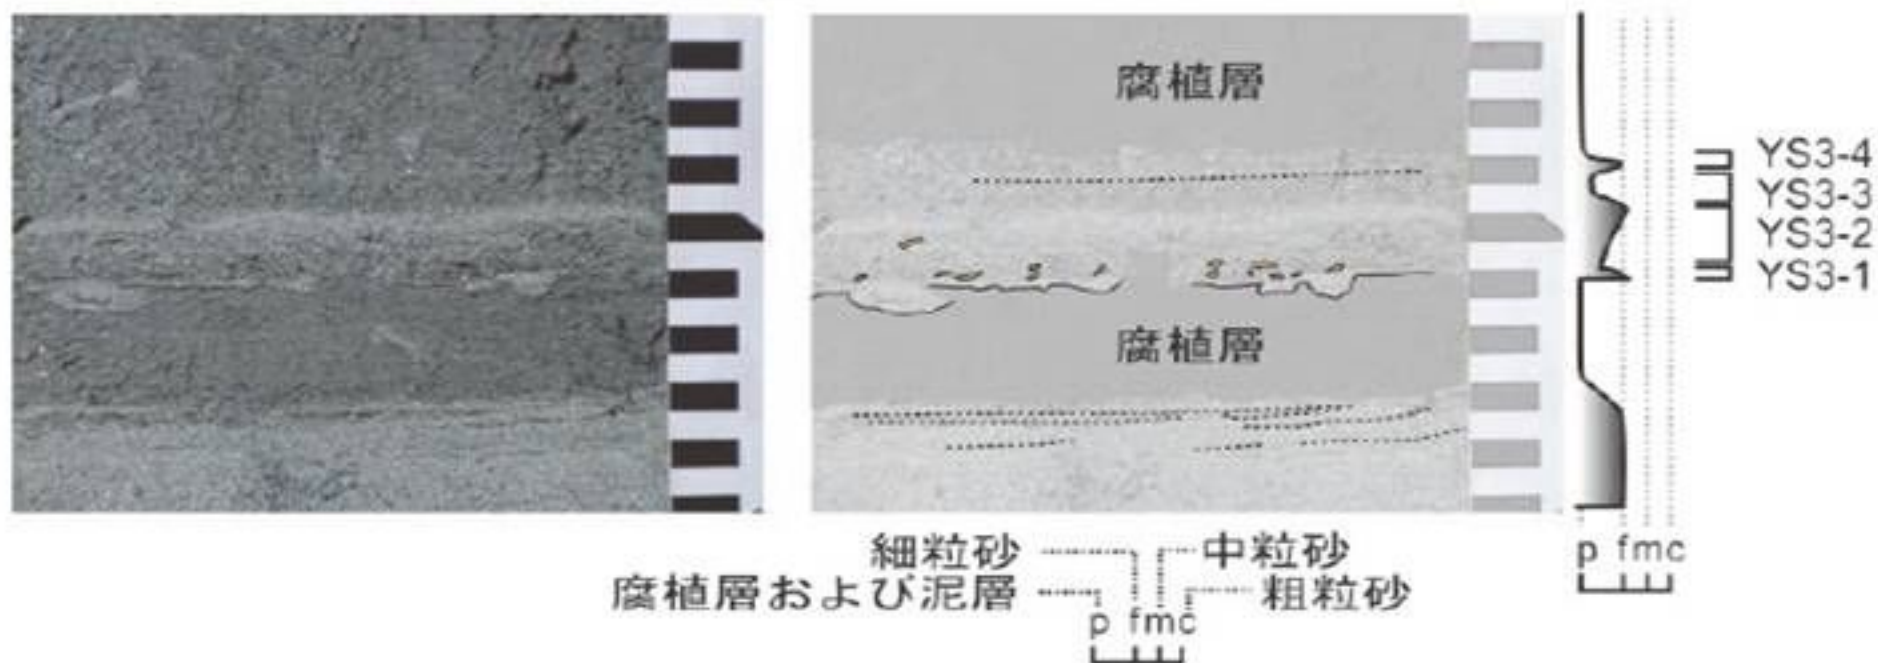 腐植層
YS3-4
YS3-3
YS3-2
YS3-1
腐植層
p fmc
細粒砂 中粒砂
腐植層および泥層 粗粒砂
p fmc